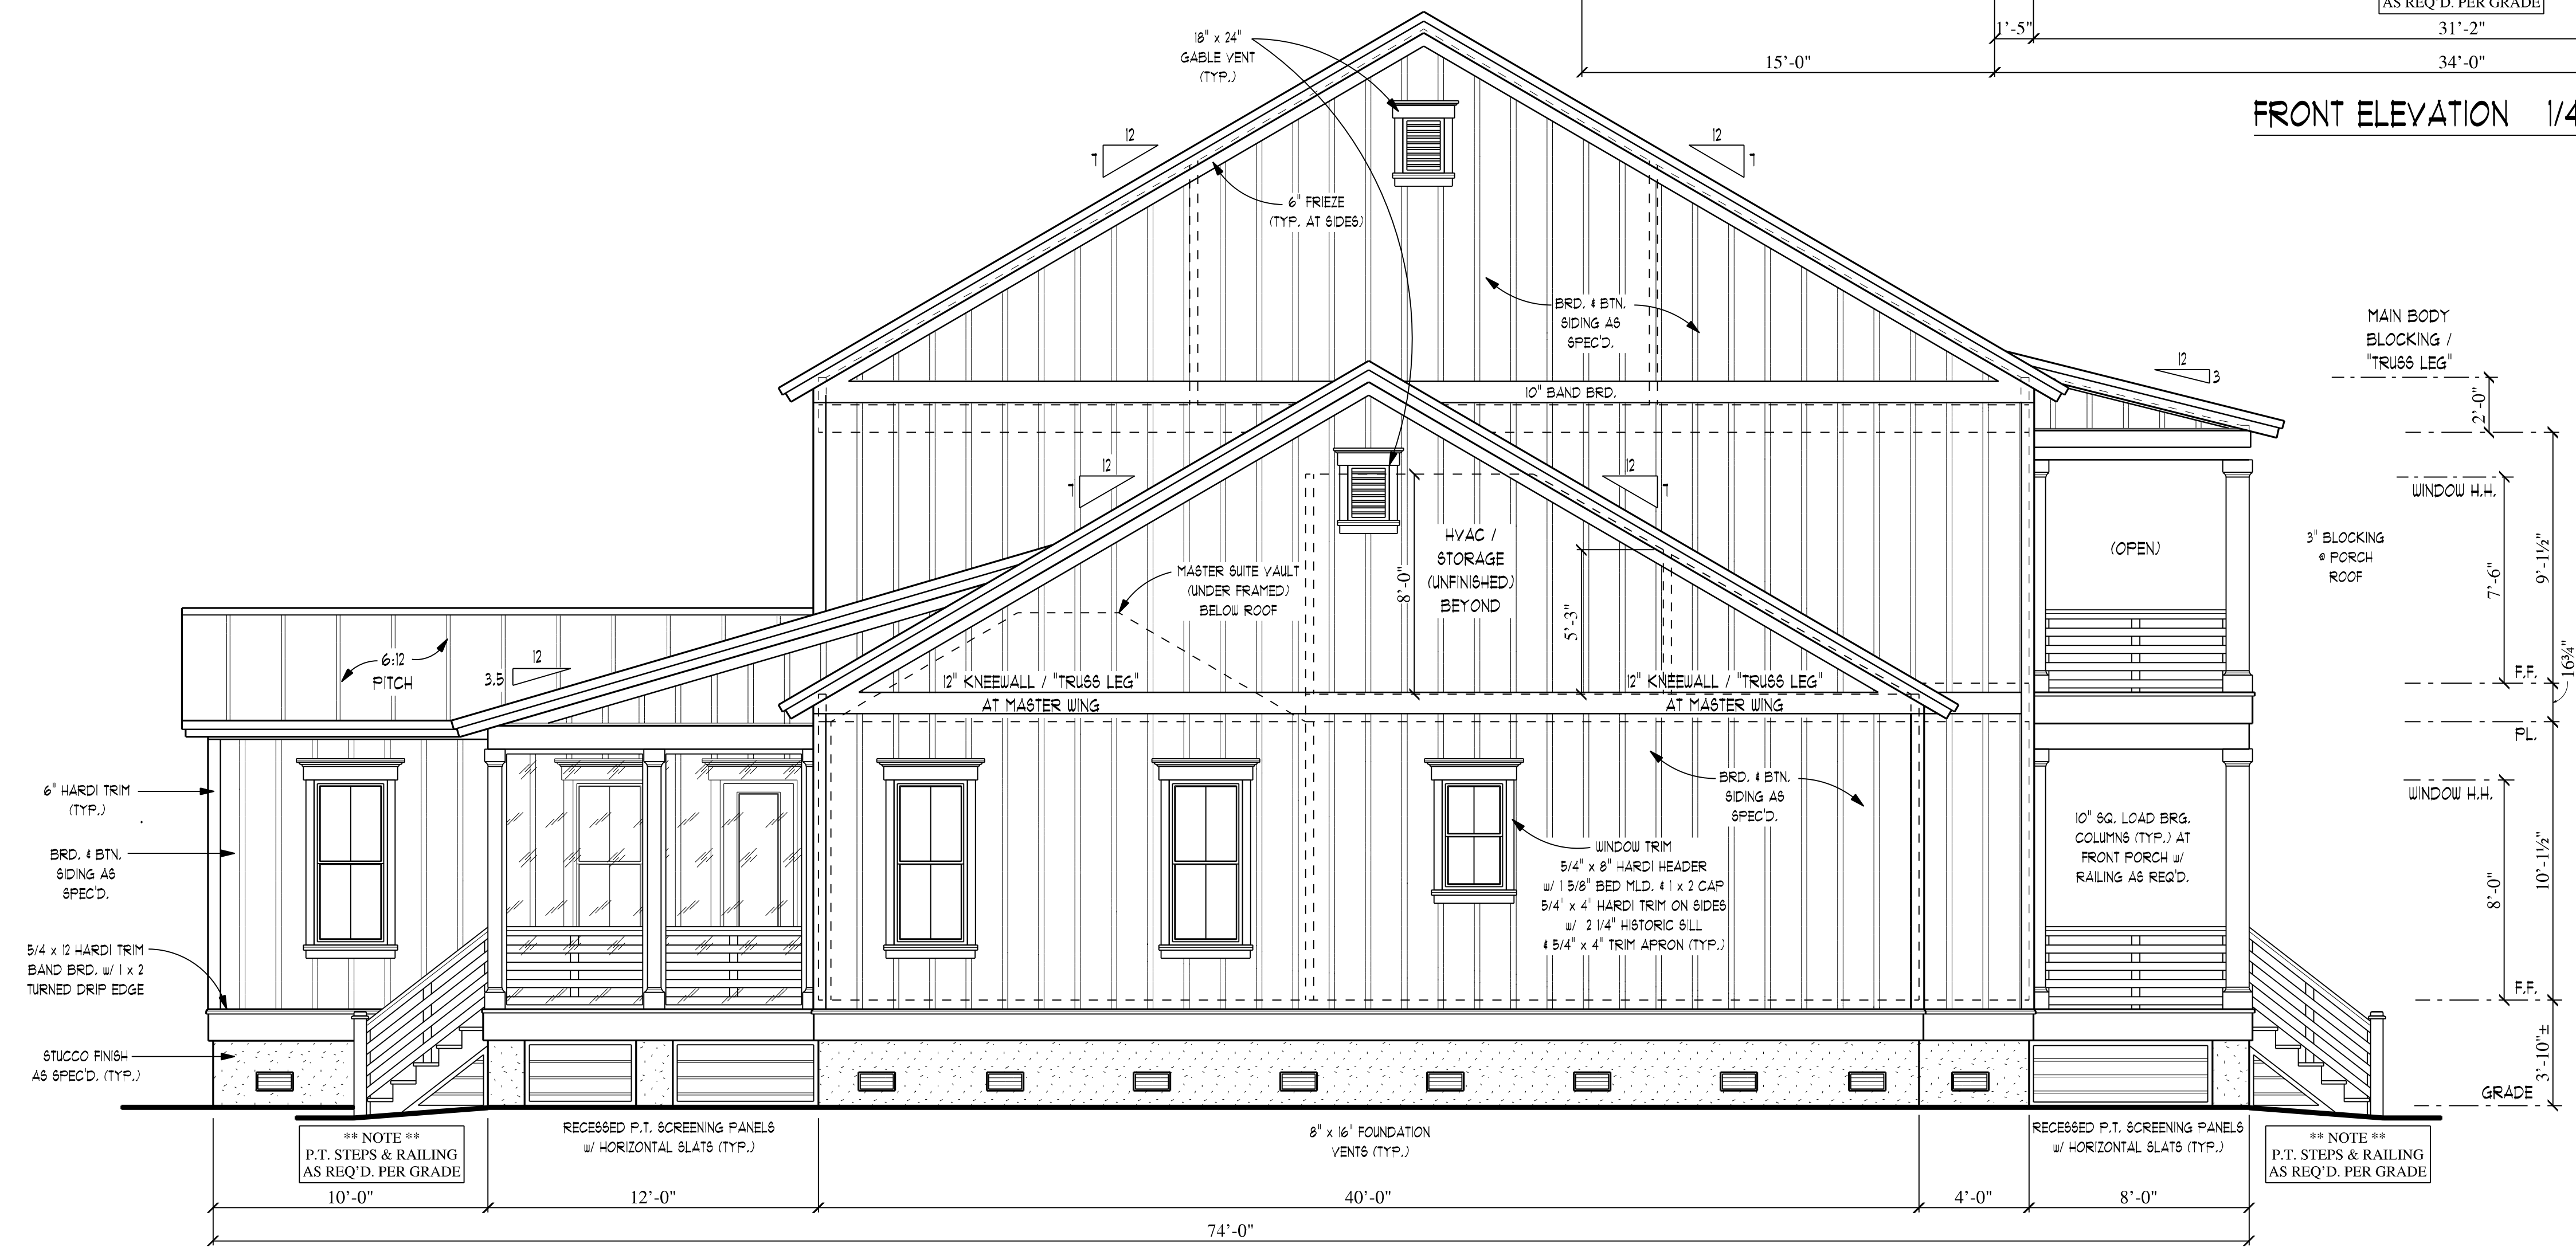 AS REQ'D. PER GRADE
1'-5"
31'-2"
15'-0"
34'-0"
FRONT ELEVATION 1/4
18" x 24"
GABLE VENT
(TYP.)
12
7
12
7
6" FRIEZE
(TYP. AT SIDES)
BRD. & BTN.
SIDING AS
SPEC'D.
10" BAND BRD.
MAIN BODY
BLOCKING /
"TRUSS LEG"
12
3
2'-0"
12
7
12
7
WINDOW H.H.
(OPEN)
3" BLOCKING
@ PORCH
ROOF
7'-6"
9'-1½"
HVAC /
STORAGE
(UNFINISHED)
BEYOND
8'-0"
5'-3"
MASTER SUITE VAULT
(UNDER FRAMED)
BELOW ROOF
6:12
PITCH
12
3.5
12" KNEEWALL / "TRUSS LEG"
AT MASTER WING
12" KNEEWALL / "TRUSS LEG"
AT MASTER WING
F.F.
16¾"
PL.
6" HARDI TRIM
(TYP.)
BRD. & BTN.
SIDING AS
SPEC'D.
BRD. & BTN.
SIDING AS
SPEC'D.
WINDOW H.H.
10" SQ. LOAD BRG.
COLUMNS (TYP.) AT
FRONT PORCH w/
RAILING AS REQ'D.
8'-0"
10'-1½"
WINDOW TRIM
5/4" x 8" HARDI HEADER
w/ 1 5/8" BED MLD. & 1 x 2 CAP
5/4" x 4" HARDI TRIM ON SIDES
w/ 2 1/4" HISTORIC SILL
& 5/4" x 4" TRIM APRON (TYP.)
5/4 x 12 HARDI TRIM
BAND BRD. w/ 1 x 2
TURNED DRIP EDGE
F.F.
3'-10"±
STUCCO FINISH
AS SPEC'D. (TYP.)
GRADE
** NOTE **
P.T. STEPS & RAILING
AS REQ'D. PER GRADE
RECESSED P.T. SCREENING PANELS
w/ HORIZONTAL SLATS (TYP.)
8" x 16" FOUNDATION
VENTS (TYP.)
RECESSED P.T. SCREENING PANELS
w/ HORIZONTAL SLATS (TYP.)
** NOTE **
P.T. STEPS & RAILING
AS REQ'D. PER GRADE
10'-0"
12'-0"
40'-0"
4'-0"
8'-0"
74'-0"